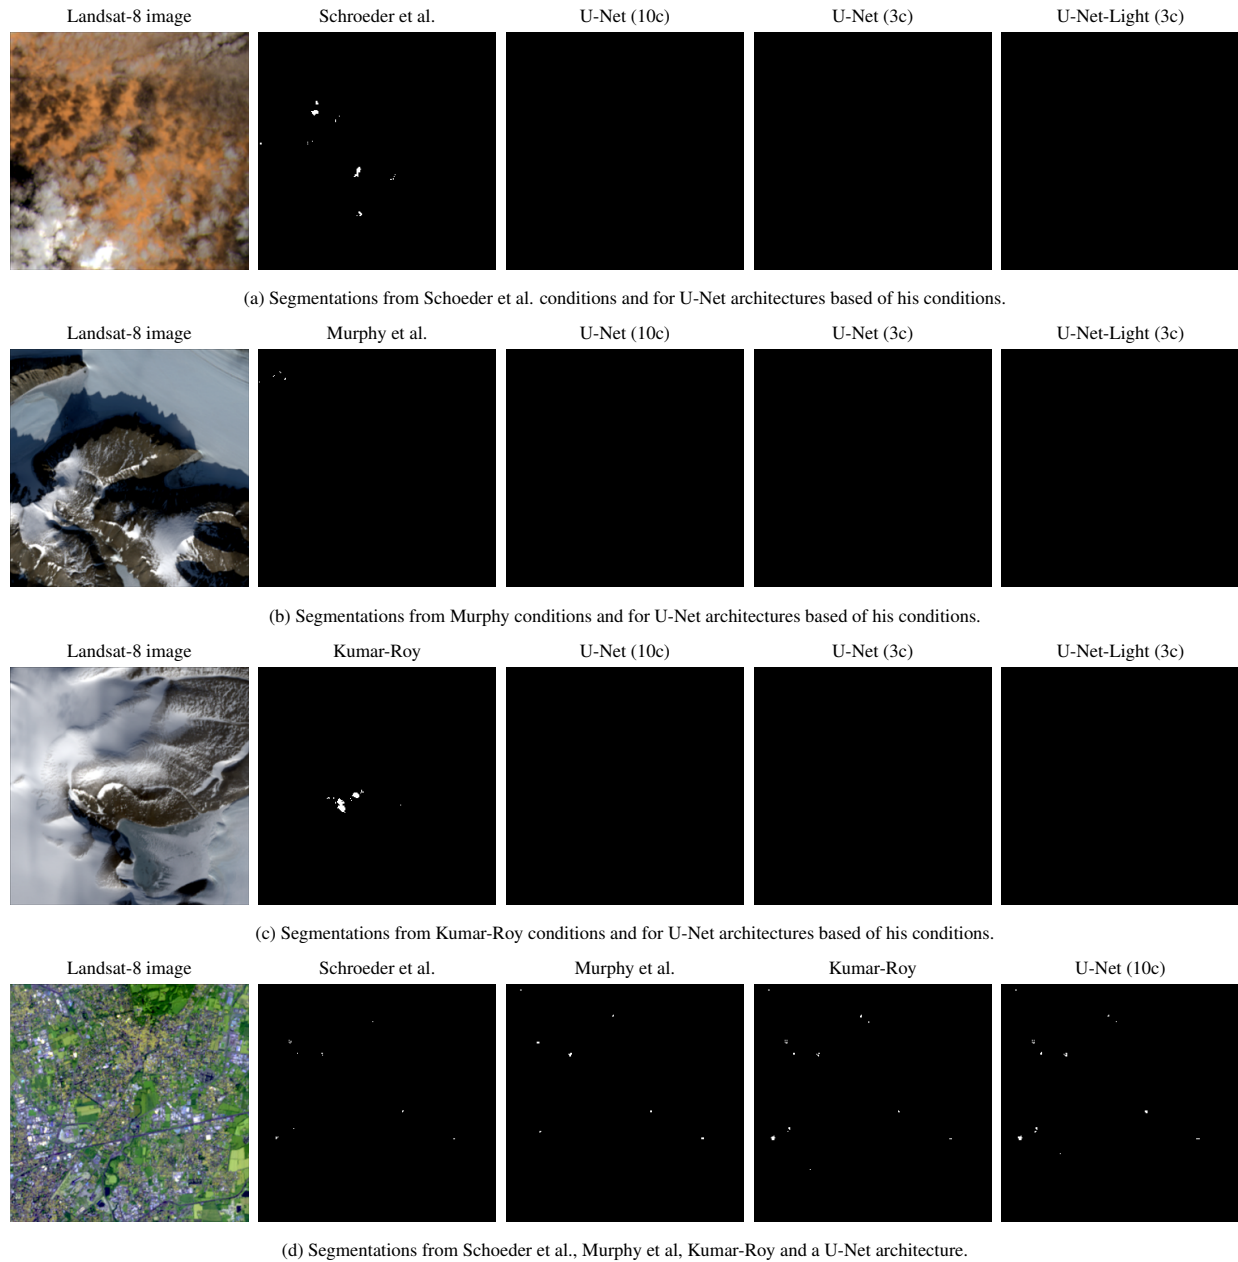 Landsat-8 image Schroeder et al. U-Net (10c) U-Net (3c) U-Net-Light (3c)
(a) Segmentations from Schoeder et al. conditions and for U-Net architectures based of his conditions.
Landsat-8 image Murphy et al. U-Net (10c) U-Net (3c) U-Net-Light (3c)
(b) Segmentations from Murphy conditions and for U-Net architectures based of his conditions.
Landsat-8 image Kumar-Roy U-Net (10c) U-Net (3c) U-Net-Light (3c)
(c) Segmentations from Kumar-Roy conditions and for U-Net architectures based of his conditions.
Landsat-8 image Schroeder et al. Murphy et al. Kumar-Roy U-Net (10c)
(d) Segmentations from Schoeder et al., Murphy et al, Kumar-Roy and a U-Net architecture.